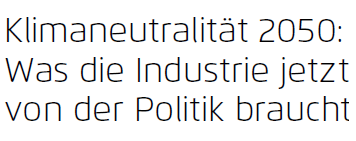 Klimaneutralität 2050:
Was die Industrie jetzt
von der Politik braucht